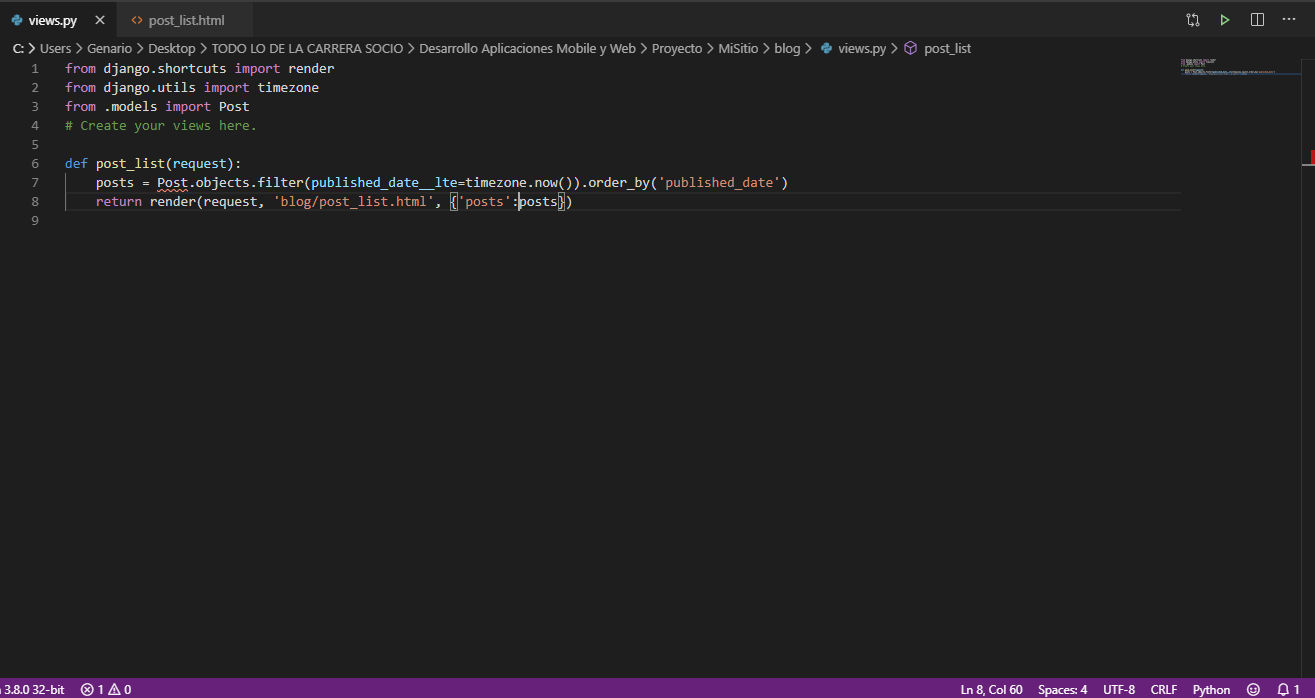 views.py
post_list.html
C: > Users > Genario > Desktop > TODO LO DE LA CARRERA SOCIO > Desarrollo Aplicaciones Mobile y Web > Proyecto > MiSitio > blog > views.py > post_list
1 from django.shortcuts import render
2 from django.utils import timezone
3 from .models import Post
4 # Create your views here.
5
6 def post_list(request):
7     posts = Post.objects.filter(published_date__lte=timezone.now()).order_by('published_date')
8     return render(request, 'blog/post_list.html', {'posts':posts})
9
3.8.0 32-bit 1 0 Ln 8, Col 60 Spaces: 4 UTF-8 CRLF Python 1